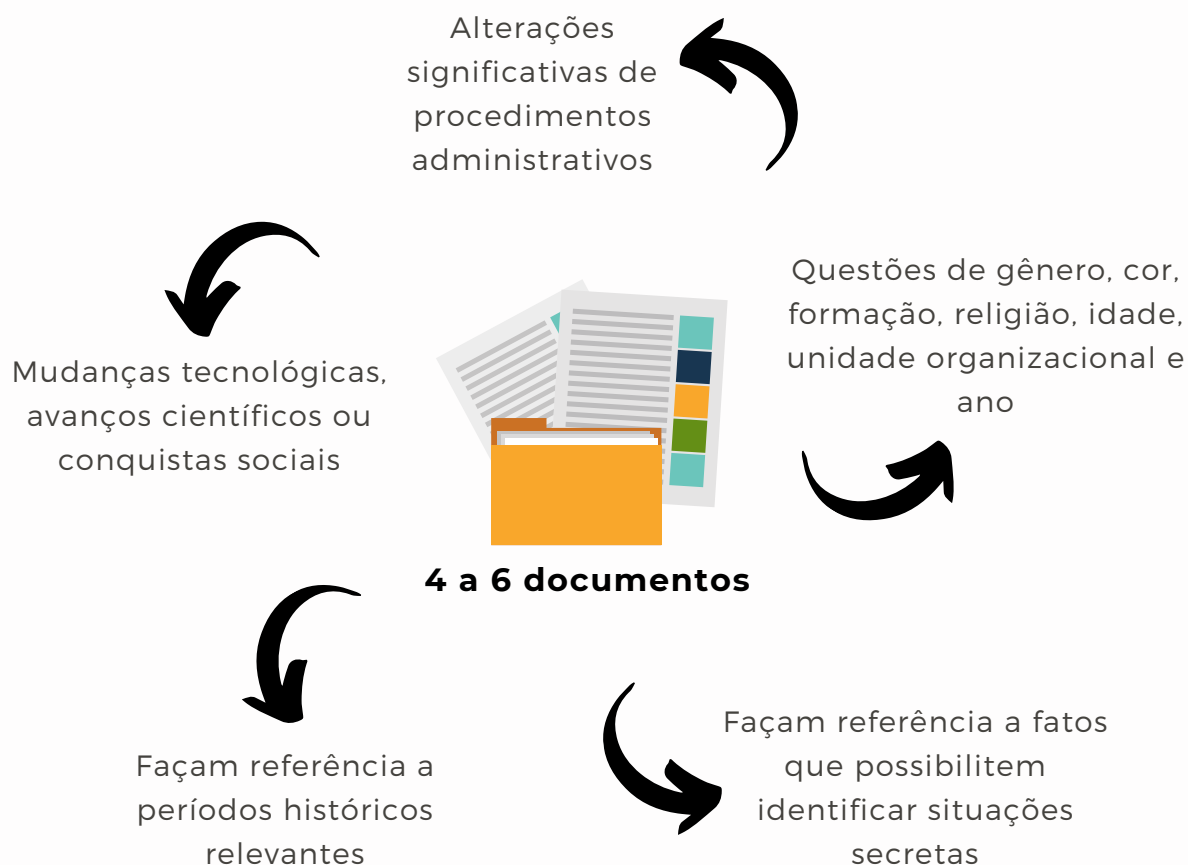 Alterações
significativas de
procedimentos
administrativos
Questões de gênero, cor,
formação, religião, idade,
unidade organizacional e
ano
Mudanças tecnológicas,
avanços científicos ou
conquistas sociais
4 a 6 documentos
Façam referência a
períodos históricos
relevantes
Façam referência a fatos
que possibilitem
identificar situações
secretas